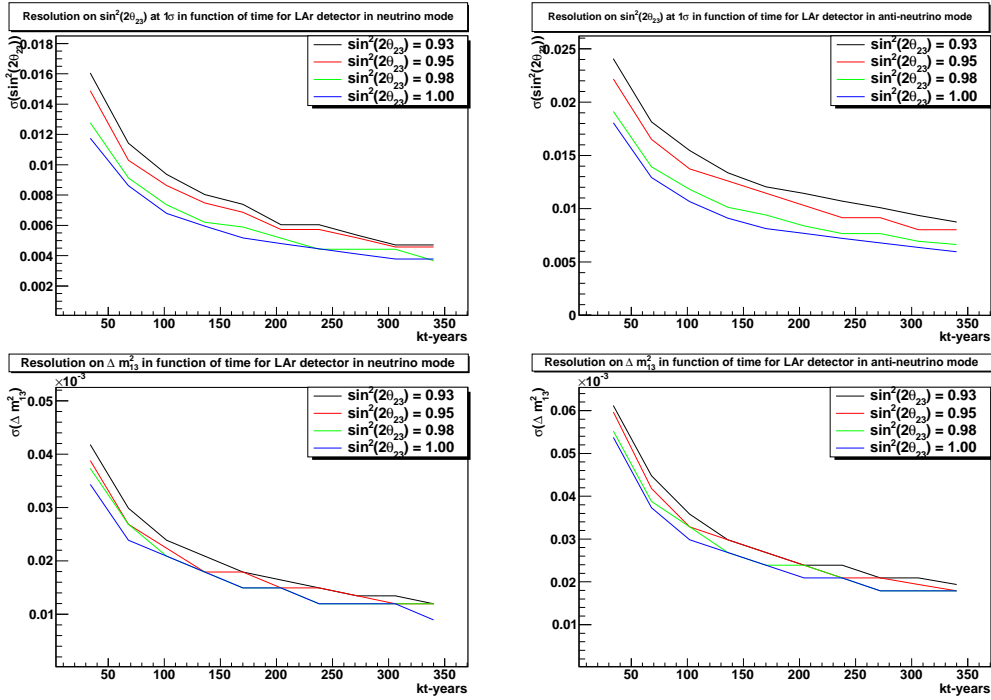 Resolution on sin²(2θ₂₃) at 1σ in function of time for LAr detector in neutrino mode
σ(sin²(2θ₂₃))
0.018
0.016
0.014
0.012
0.01
0.008
0.006
0.004
0.002
sin²(2θ₂₃) = 0.93
sin²(2θ₂₃) = 0.95
sin²(2θ₂₃) = 0.98
sin²(2θ₂₃) = 1.00
50 100 150 200 250 300 350
kt-years
Resolution on sin²(2θ₂₃) at 1σ in function of time for LAr detector in anti-neutrino mode
σ(sin²(2θ₂₃))
0.025
0.02
0.015
0.01
0.005
0
sin²(2θ₂₃) = 0.93
sin²(2θ₂₃) = 0.95
sin²(2θ₂₃) = 0.98
sin²(2θ₂₃) = 1.00
50 100 150 200 250 300 350
kt-years
Resolution on Δ m²₁₃ in function of time for LAr detector in neutrino mode
×10⁻³
σ(Δ m²₁₃)
0.05
0.04
0.03
0.02
0.01
sin²(2θ₂₃) = 0.93
sin²(2θ₂₃) = 0.95
sin²(2θ₂₃) = 0.98
sin²(2θ₂₃) = 1.00
50 100 150 200 250 300 350
kt-years
Resolution on Δ m²₁₃ in function of time for LAr detector in anti-neutrino mode
×10⁻³
σ(Δ m²₁₃)
0.06
0.05
0.04
0.03
0.02
0.01
sin²(2θ₂₃) = 0.93
sin²(2θ₂₃) = 0.95
sin²(2θ₂₃) = 0.98
sin²(2θ₂₃) = 1.00
50 100 150 200 250 300 350
kt-years